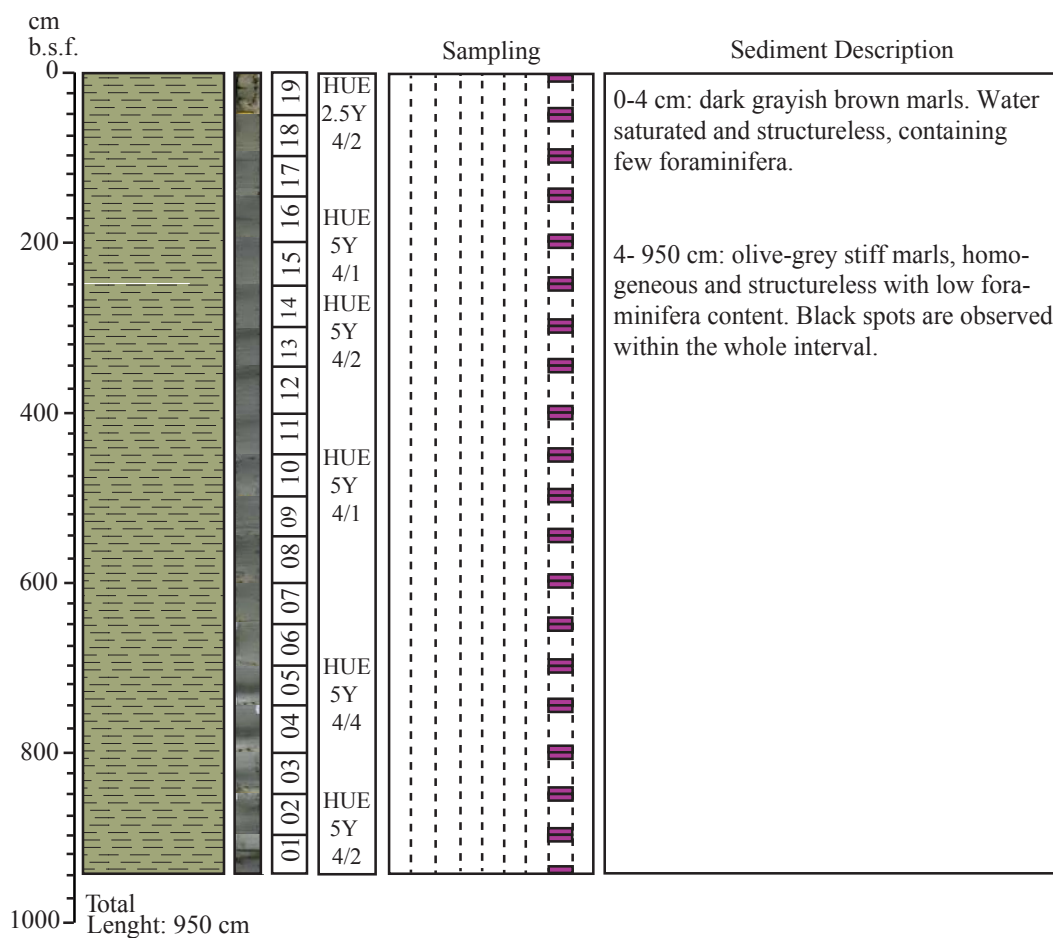 cm
b.s.f.
Sampling
Sediment Description
0
200
400
600
800
1000
19
18
17
16
15
14
13
12
11
10
09
08
07
06
05
04
03
02
01
HUE
2.5Y
4/2
HUE
5Y
4/1
HUE
5Y
4/2
HUE
5Y
4/1
HUE
5Y
4/4
HUE
5Y
4/2
0-4 cm: dark grayish brown marls. Water
saturated and structureless, containing
few foraminifera.
4- 950 cm: olive-grey stiff marls, homo-
geneous and structureless with low fora-
minifera content. Black spots are observed
within the whole interval.
Total
Lenght: 950 cm